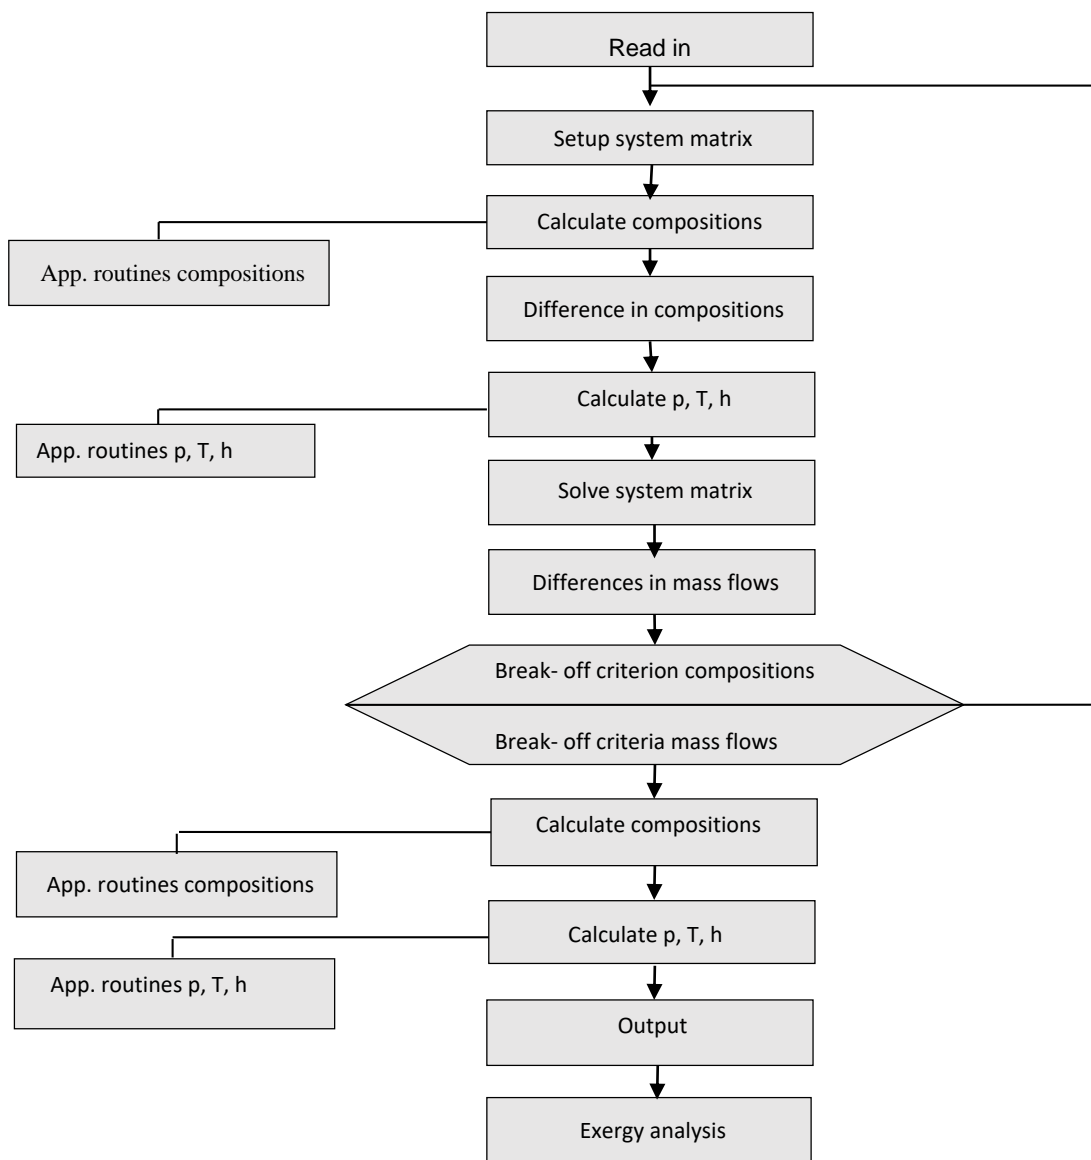 Read in
Setup system matrix
Calculate compositions
App. routines compositions
Difference in compositions
Calculate p, T, h
App. routines p, T, h
Solve system matrix
Differences in mass flows
Break- off criterion compositions
Break- off criteria mass flows
Calculate compositions
App. routines compositions
Calculate p, T, h
App. routines p, T, h
Output
Exergy analysis